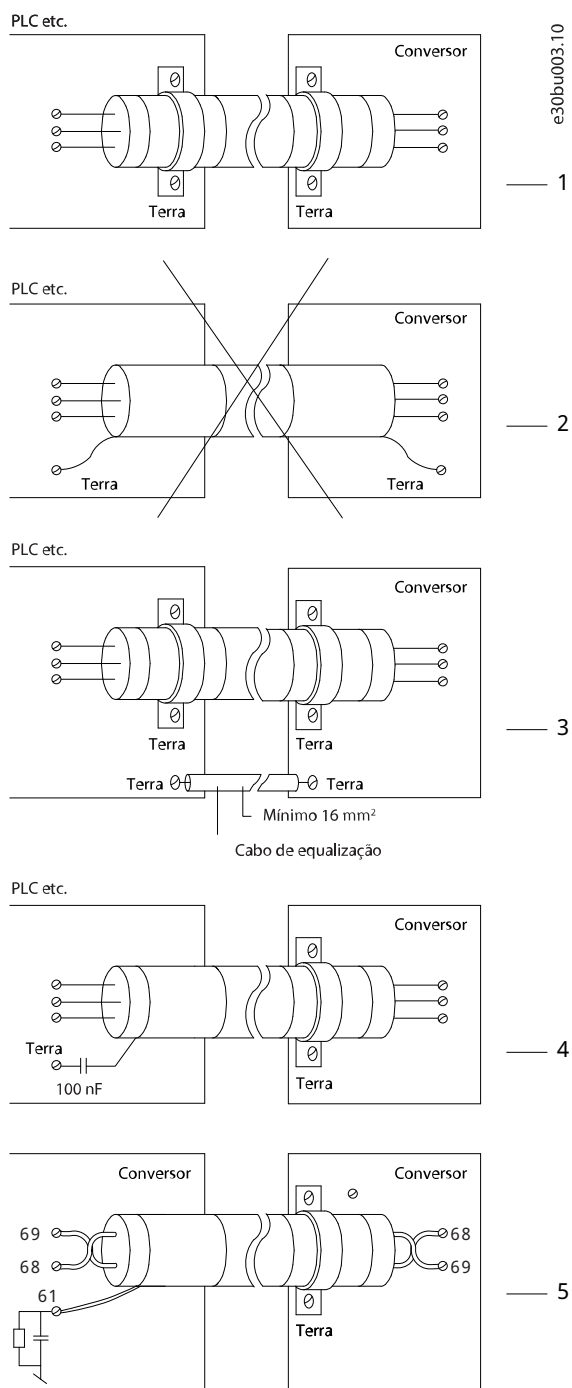 PLC etc.
Conversor
e30bu003.10
Terra
Terra
1
PLC etc.
Conversor
2
Terra
Terra
PLC etc.
Conversor
Terra
Terra
3
Terra
Terra
Mínimo 16 mm²
Cabo de equalização
PLC etc.
Conversor
Terra
4
100 nF
Terra
Conversor
Conversor
69
68
68
69
61
5
Terra